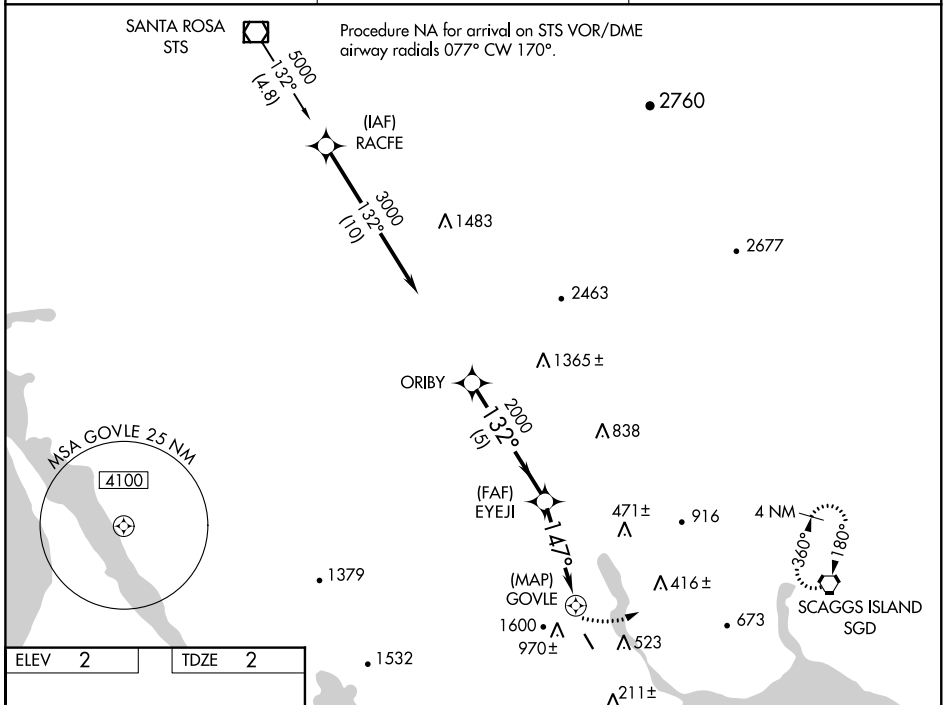 SANTA ROSA
STS
Procedure NA for arrival on STS VOR/DME
airway radials 077° CW 170°.
5000
132°
(4.8)
2760
(IAF)
RACFE
3000
132°
(10)
1483
2677
2463
1365 ±
ORIBY
2000
132°
(5)
838
MSA GOVLE 25 NM
4100
(FAF)
EYEJI
471±
916
4 NM
360°
180°
147°
1379
(MAP)
GOVLE
416±
SCAGGS ISLAND
SGD
1600
970±
523
673
ELEV 2
TDZE 2
1532
211±